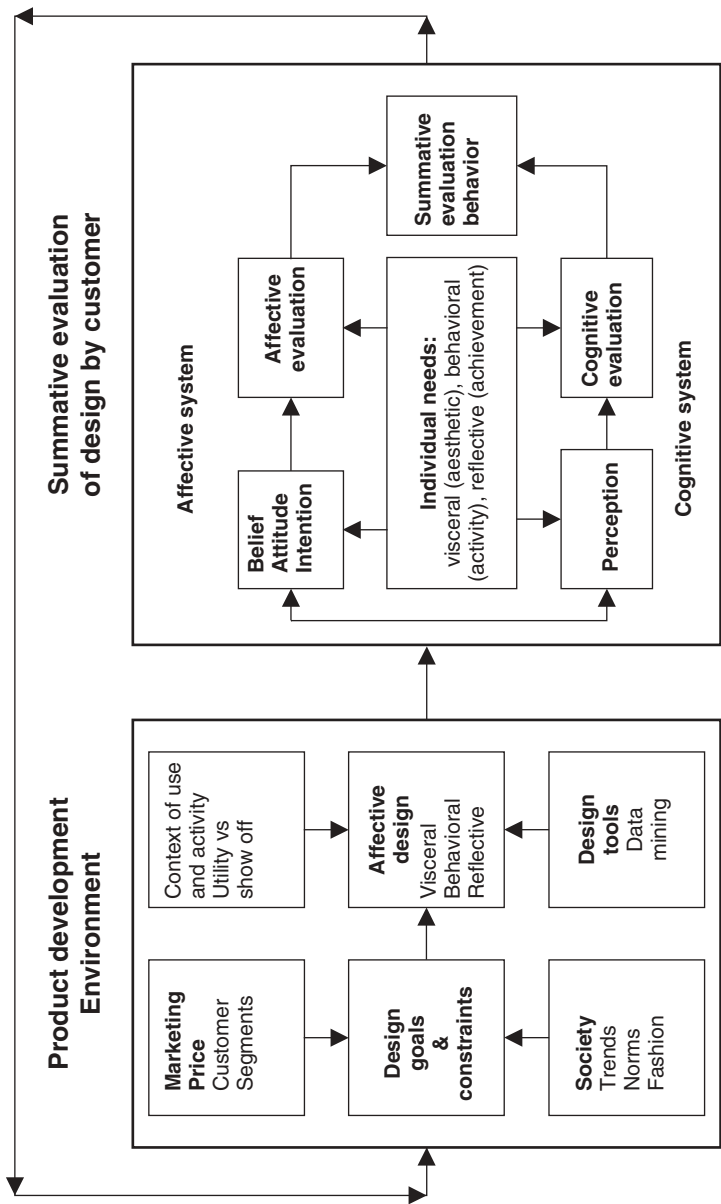 Product development
Environment
Marketing
Price
Customer
Segments
Context of use
and activity
Utility vs
show off
Design
goals
&
constraints
Affective
design
Visceral
Behavioral
Reflective
Society
Trends
Norms
Fashion
Design
tools
Data
mining
Summative evaluation
of design by customer
Affective system
Belief
Attitude
Intention
Affective
evaluation
Individual needs:
visceral (aesthetic), behavioral
(activity), reflective (achievement)
Summative
evaluation
behavior
Perception
Cognitive
evaluation
Cognitive system